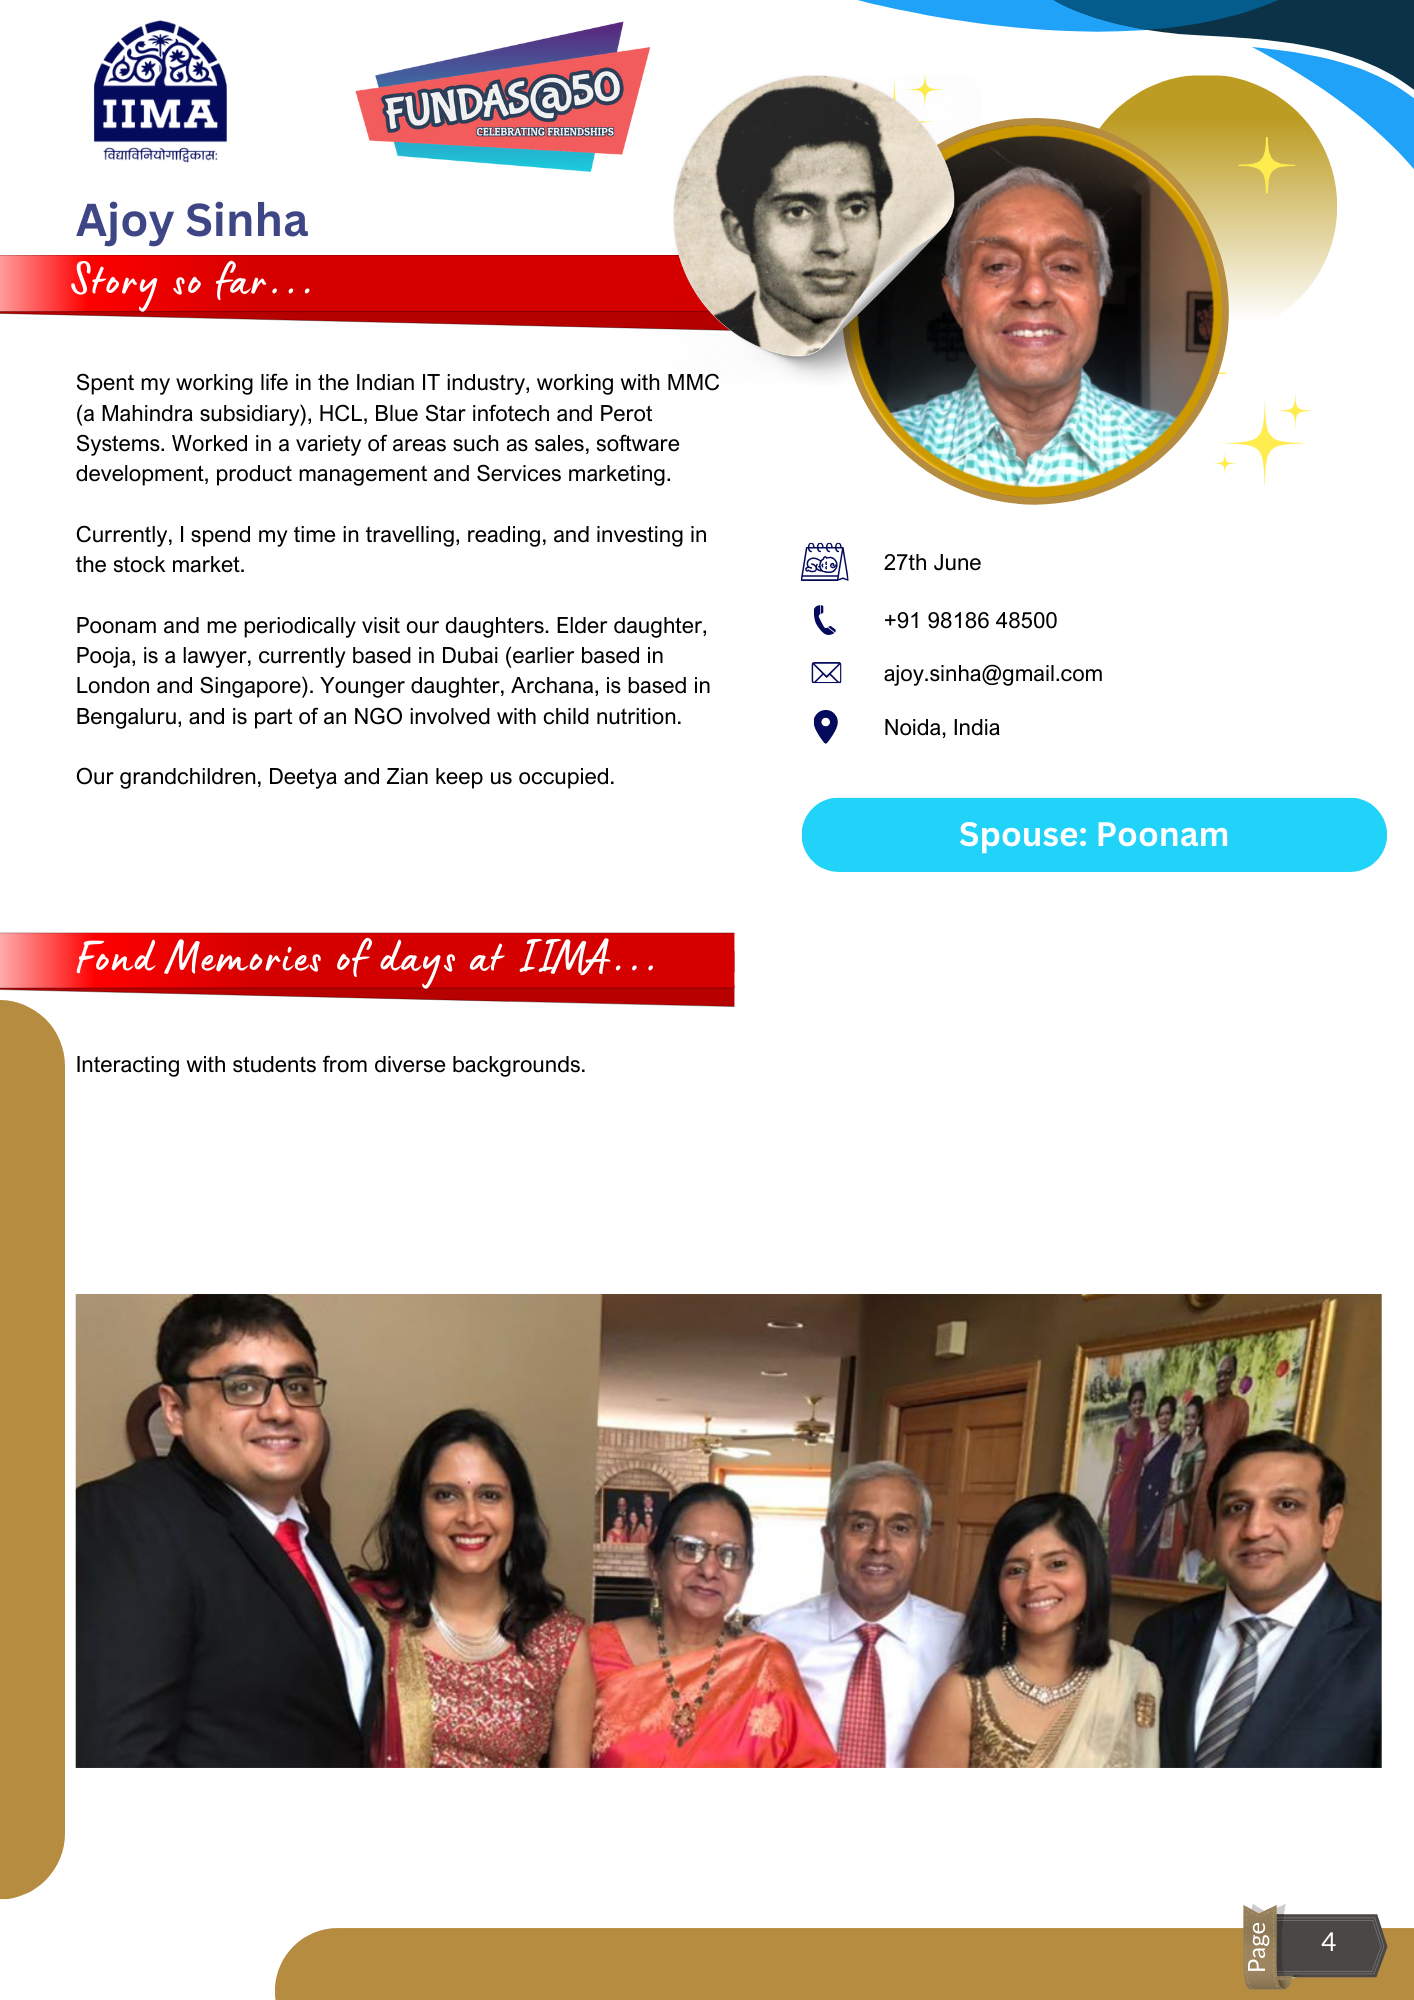 IIMA
विद्याविनियोगाद्विकास:
FUNDAS@50
CELEBRATING FRIENDSHIPS
Ajoy Sinha
Story so far...
Spent my working life in the Indian IT industry, working with MMC
(a Mahindra subsidiary), HCL, Blue Star infotech and Perot
Systems. Worked in a variety of areas such as sales, software
development, product management and Services marketing.
Currently, I spend my time in travelling, reading, and investing in
the stock market.
Poonam and me periodically visit our daughters. Elder daughter,
Pooja, is a lawyer, currently based in Dubai (earlier based in
London and Singapore). Younger daughter, Archana, is based in
Bengaluru, and is part of an NGO involved with child nutrition.
Our grandchildren, Deetya and Zian keep us occupied.
27th June
+91 98186 48500
ajoy.sinha@gmail.com
Noida, India
Spouse: Poonam
Fond Memories of days at IIMA...
Interacting with students from diverse backgrounds.
Page
4